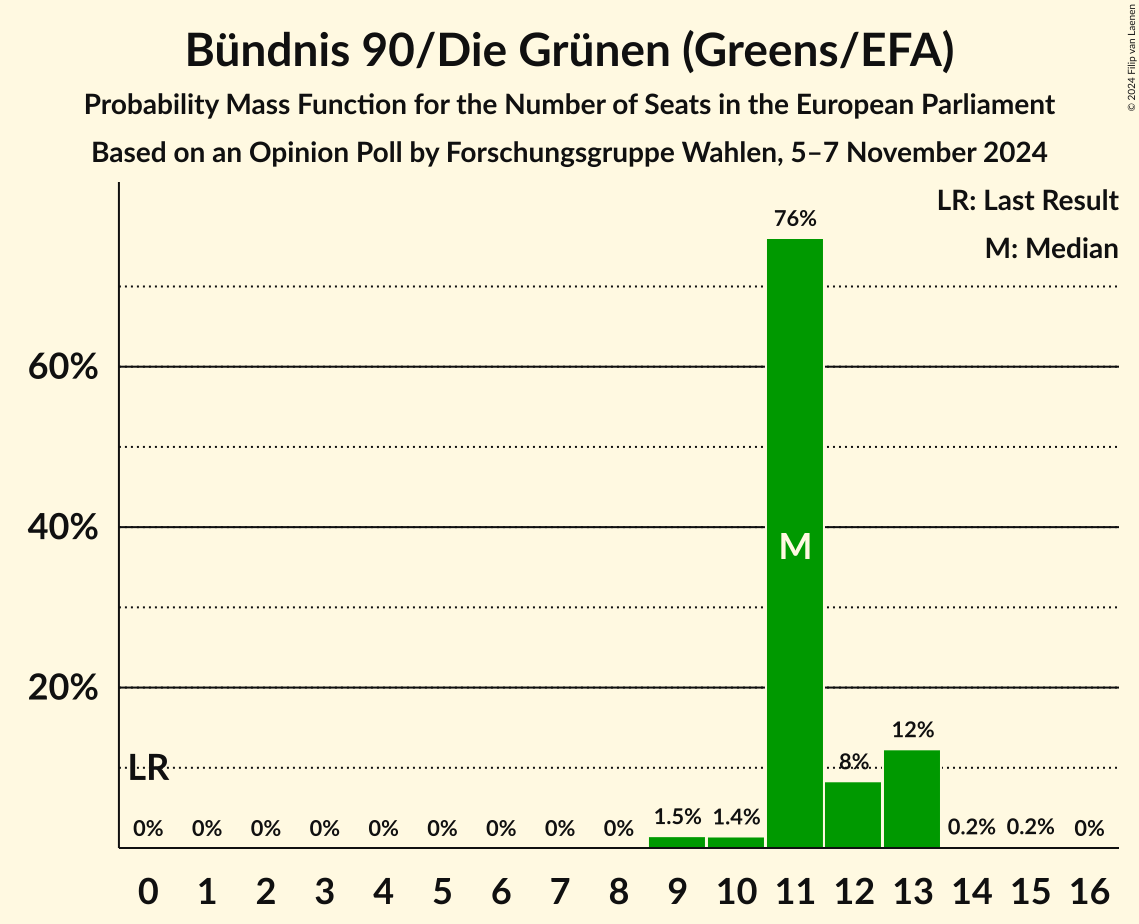 Bündnis 90/Die Grünen (Greens/EFA)
Probability Mass Function for the Number of Seats in the European Parliament
Based on an Opinion Poll by Forschungsgruppe Wahlen, 5–7 November 2024
© 2024 Filip van Laenen
LR: Last Result
M: Median
60%
40%
20%
LR
M
0% 0% 0% 0% 0% 0% 0% 0% 0% 1.5% 1.4% 76% 8% 12% 0.2% 0.2% 0%
0 1 2 3 4 5 6 7 8 9 10 11 12 13 14 15 16